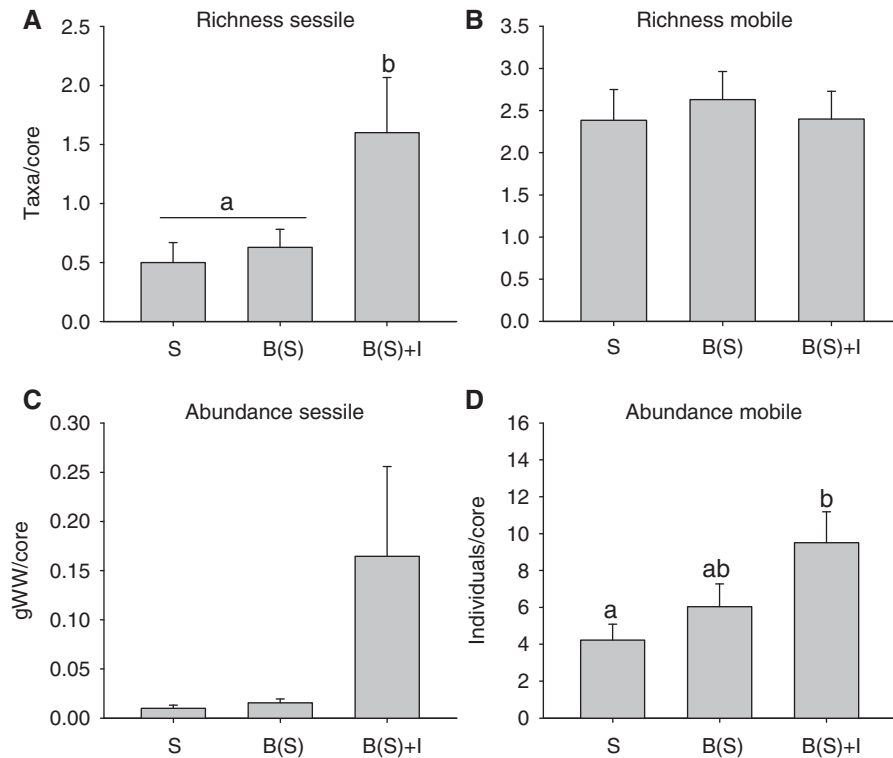 A
Richness sessile
Taxa/core
2.5
2.0
1.5
1.0
0.5
0.0
a
b
S
B(S)
B(S)+I
B
Richness mobile
3.5
3.0
2.5
2.0
1.5
1.0
0.5
0.0
S
B(S)
B(S)+I
C
Abundance sessile
gWW/core
0.30
0.25
0.20
0.15
0.10
0.05
0.00
S
B(S)
B(S)+I
D
Abundance mobile
Individuals/core
16
14
12
10
8
6
4
2
0
a
ab
b
S
B(S)
B(S)+I